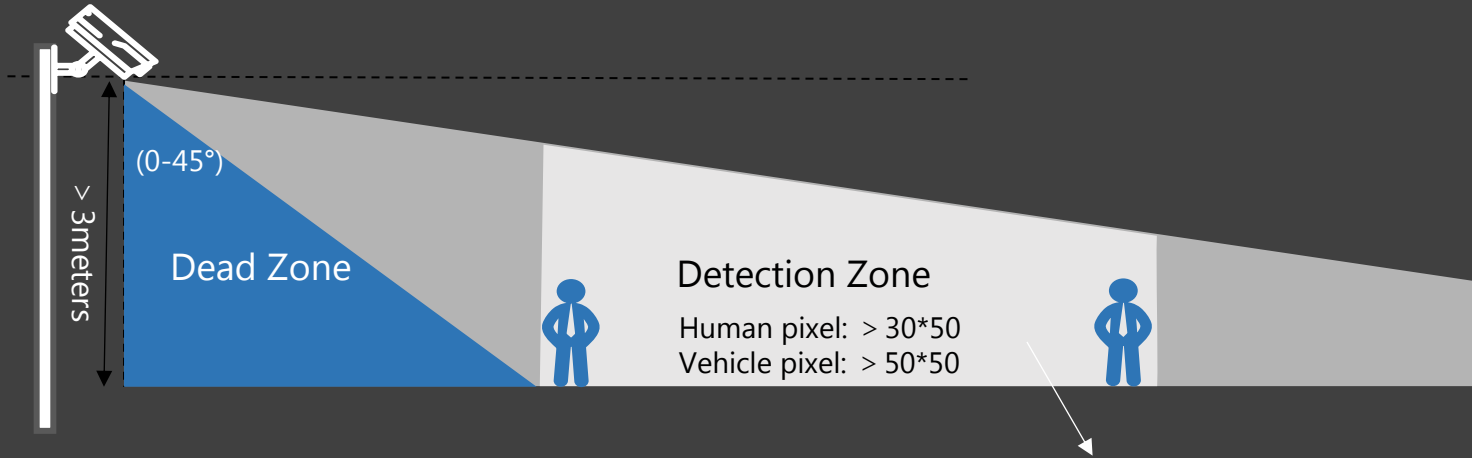 (0-45°)
> 3meters
Dead Zone
Detection Zone
Human pixel: > 30*50
Vehicle pixel: > 50*50